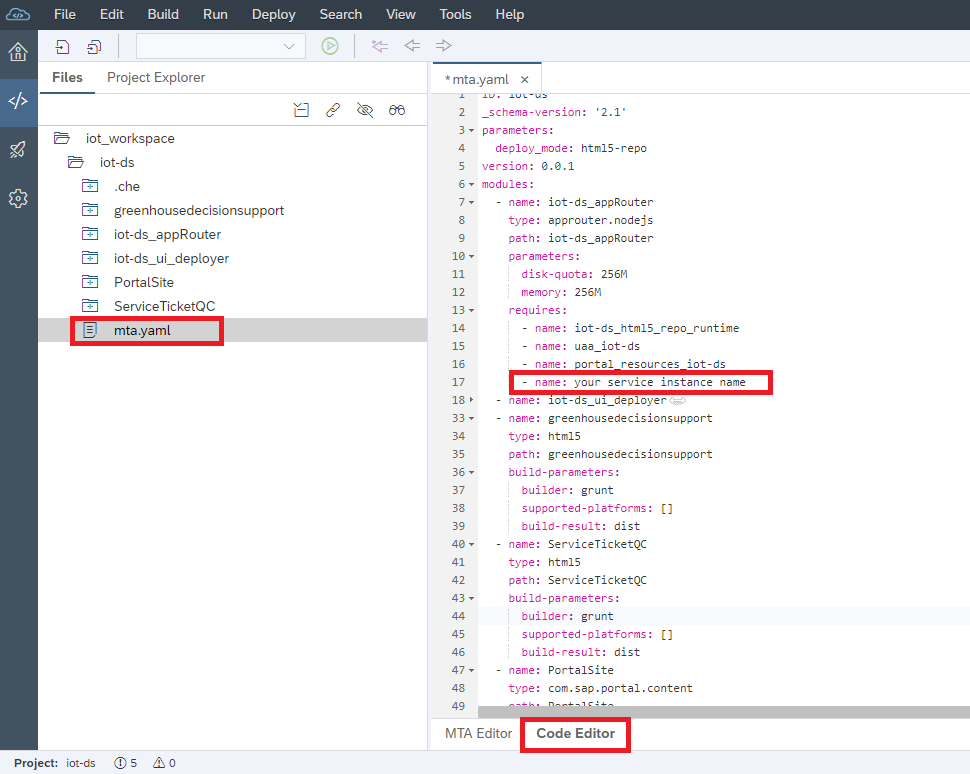 File Edit Build Run Deploy Search View Tools Help
Files Project Explorer
*mta.yaml ×
iot_workspace
iot-ds
.che
greenhousedecisionsupport
iot-ds_appRouter
iot-ds_ui_deployer
PortalSite
ServiceTicketQC
mta.yaml
1 ID: iot-ds
2 _schema-version: '2.1'
3 parameters:
4 deploy_mode: html5-repo
5 version: 0.0.1
6 modules:
7 - name: iot-ds_appRouter
8 type: approuter.nodejs
9 path: iot-ds_appRouter
10 parameters:
11 disk-quota: 256M
12 memory: 256M
13 requires:
14 - name: iot-ds_html5_repo_runtime
15 - name: uaa_iot-ds
16 - name: portal_resources_iot-ds
17 - name: your service instance name
18 - name: iot-ds_ui_deployer
33 - name: greenhousedecisionsupport
34 type: html5
35 path: greenhousedecisionsupport
36 build-parameters:
37 builder: grunt
38 supported-platforms: []
39 build-result: dist
40 - name: ServiceTicketQC
41 type: html5
42 path: ServiceTicketQC
43 build-parameters:
44 builder: grunt
45 supported-platforms: []
46 build-result: dist
47 - name: PortalSite
48 type: com.sap.portal.content
49 path: PortalSite
MTA Editor Code Editor
Project: iot-ds 5 0